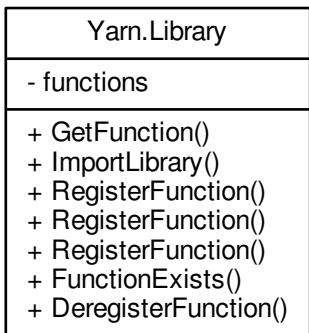 Yarn.Library
- functions
+ GetFunction()
+ ImportLibrary()
+ RegisterFunction()
+ RegisterFunction()
+ RegisterFunction()
+ FunctionExists()
+ DeregisterFunction()